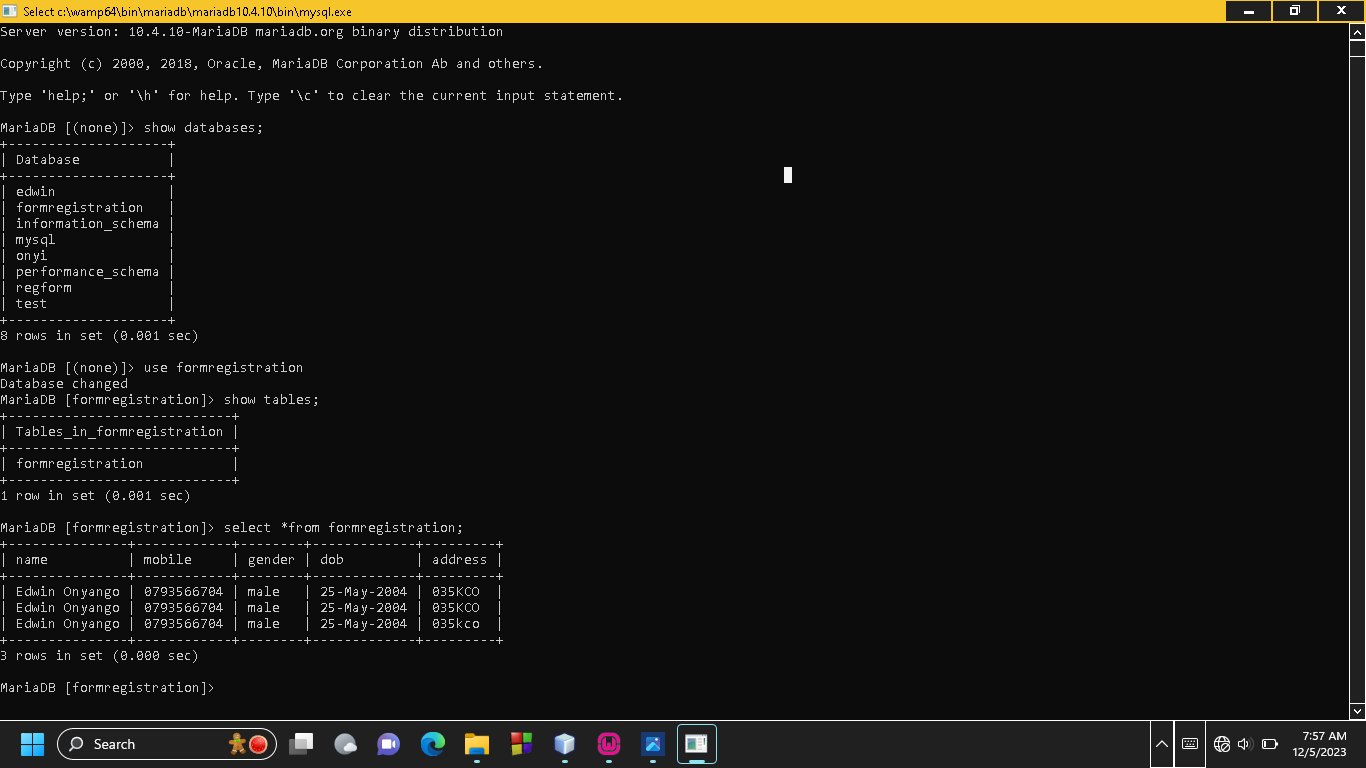 Select c:\wamp64\bin\mariadb\mariadb10.4.10\bin\mysql.exe
Server version: 10.4.10-MariaDB mariadb.org binary distribution
Copyright (c) 2000, 2018, Oracle, MariaDB Corporation Ab and others.
Type 'help;' or '\h' for help. Type '\c' to clear the current input statement.
MariaDB [(none)]> show databases;
+--------------------+
| Database           |
+--------------------+
| edwin              |
| formregistration   |
| information_schema |
| mysql              |
| onyi               |
| performance_schema |
| regform            |
| test               |
+--------------------+
8 rows in set (0.001 sec)
MariaDB [(none)]> use formregistration
Database changed
MariaDB [formregistration]> show tables;
+----------------------------+
| Tables_in_formregistration |
+----------------------------+
| formregistration           |
+----------------------------+
1 row in set (0.001 sec)
MariaDB [formregistration]> select *from formregistration;
+---------------+------------+--------+-------------+---------+
| name          | mobile     | gender | dob         | address |
+---------------+------------+--------+-------------+---------+
| Edwin Onyango | 0793566704 | male   | 25-May-2004 | 035KCO  |
| Edwin Onyango | 0793566704 | male   | 25-May-2004 | 035KCO  |
| Edwin Onyango | 0793566704 | male   | 25-May-2004 | 035kco  |
+---------------+------------+--------+-------------+---------+
3 rows in set (0.000 sec)
MariaDB [formregistration]>
Search
7:57 AM
12/5/2023